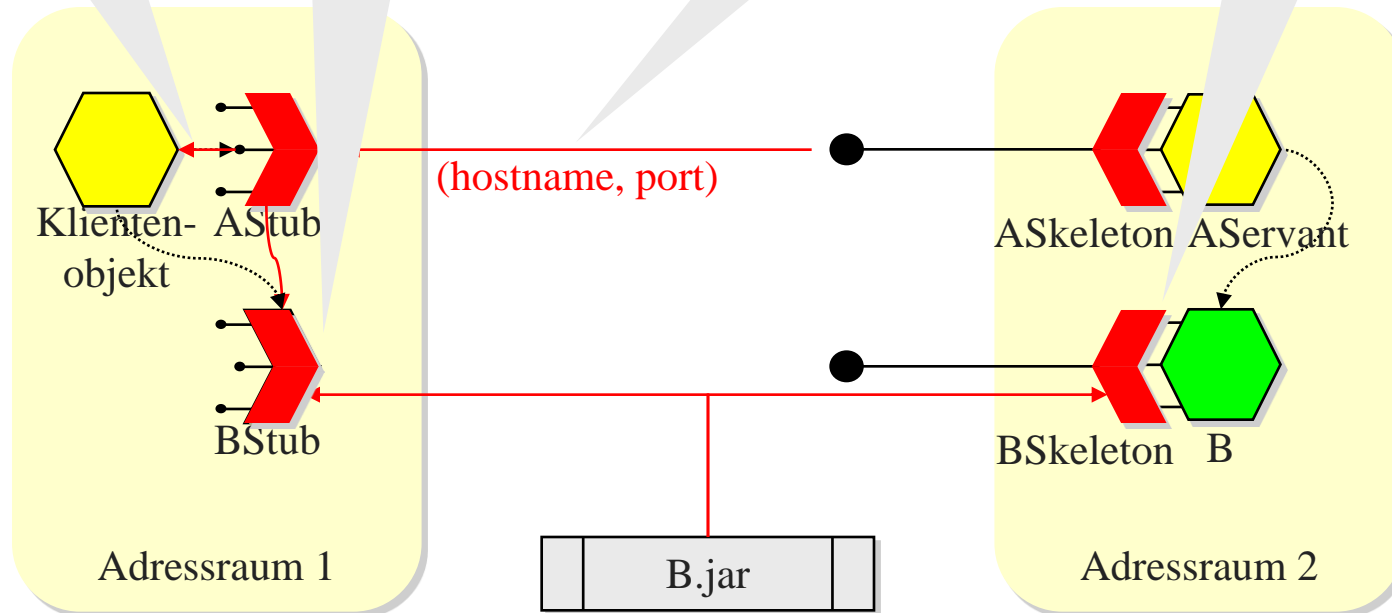 (hostname, port)
Klienten-
objekt
AStub
ASkeleton
AServant
BStub
BSkeleton
B
Adressraum 1
B.jar
Adressraum 2